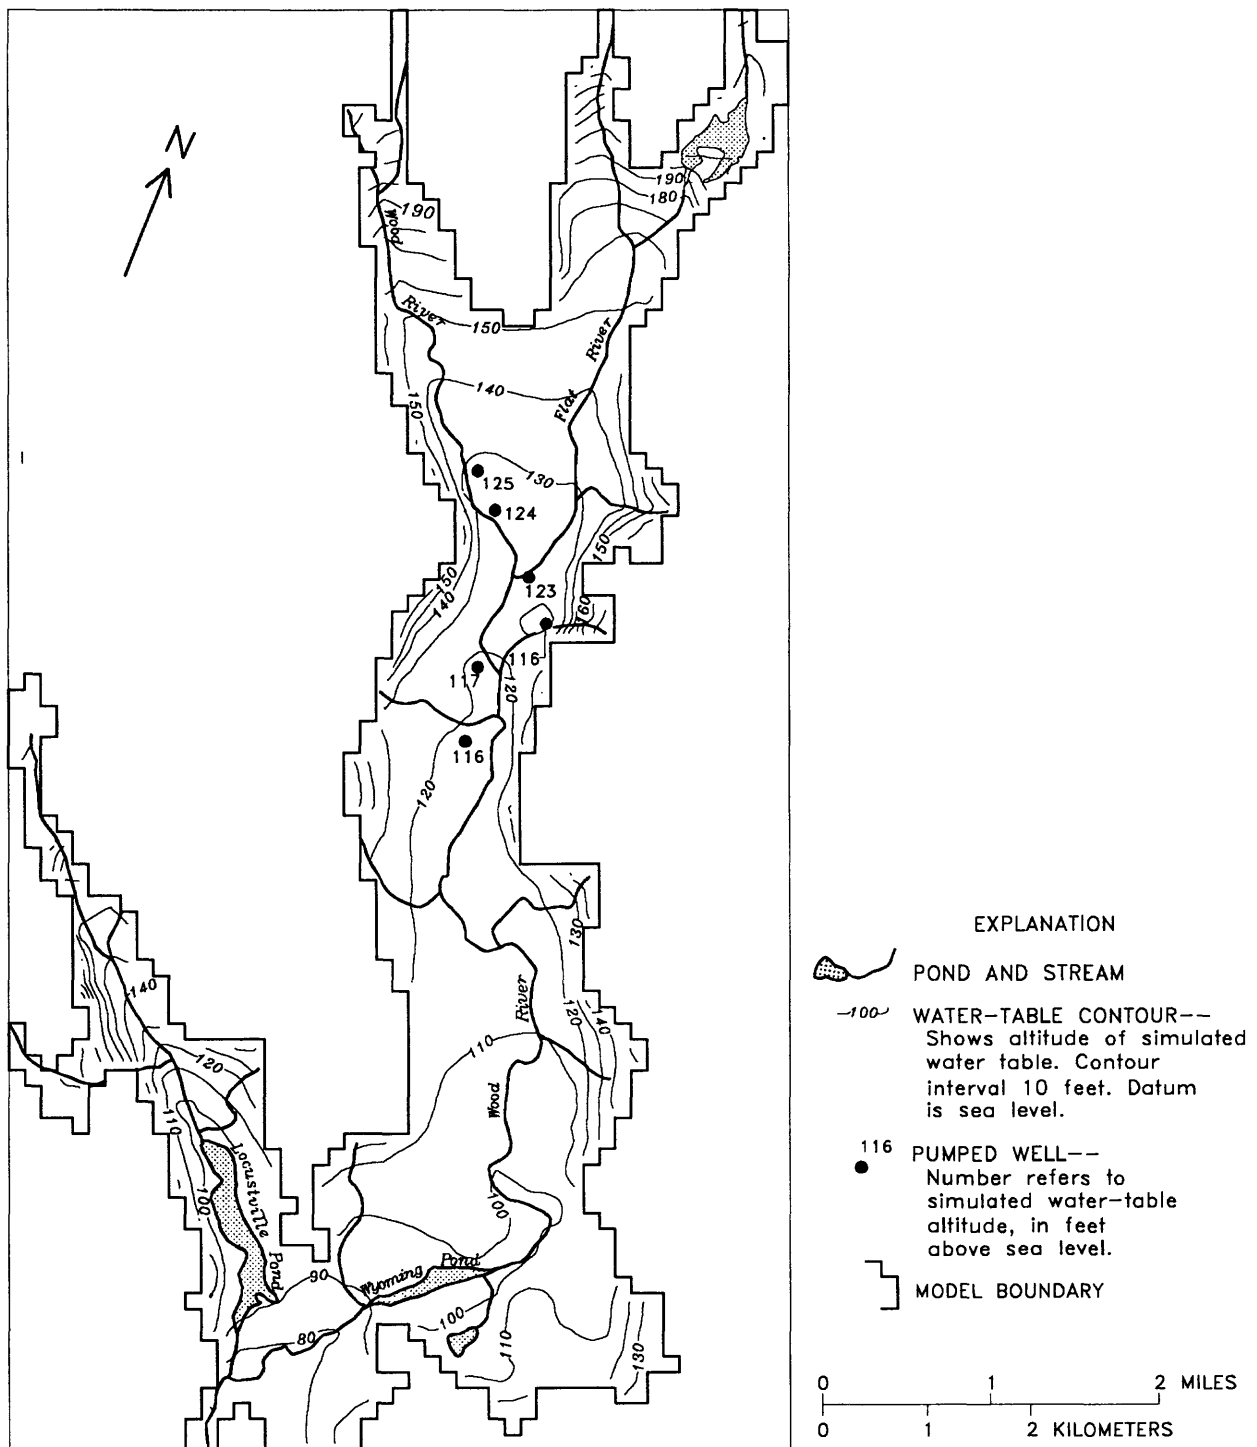 N
190
180
190
Wood
River
150
River
150
140
Flat
125
130
124
150
150
123
140
160
116
117
120
116
120
130
140
River
120
140
110
120
Wood
110
Locustville
Pond
100
100
Wyoming Pond
90
100
80
110
130
EXPLANATION
POND AND STREAM
100 WATER-TABLE CONTOUR--
Shows altitude of simulated
water table. Contour
interval 10 feet. Datum
is sea level.
116 PUMPED WELL--
Number refers to
simulated water-table
altitude, in feet
above sea level.
MODEL BOUNDARY
0 1 2 MILES
0 1 2 KILOMETERS